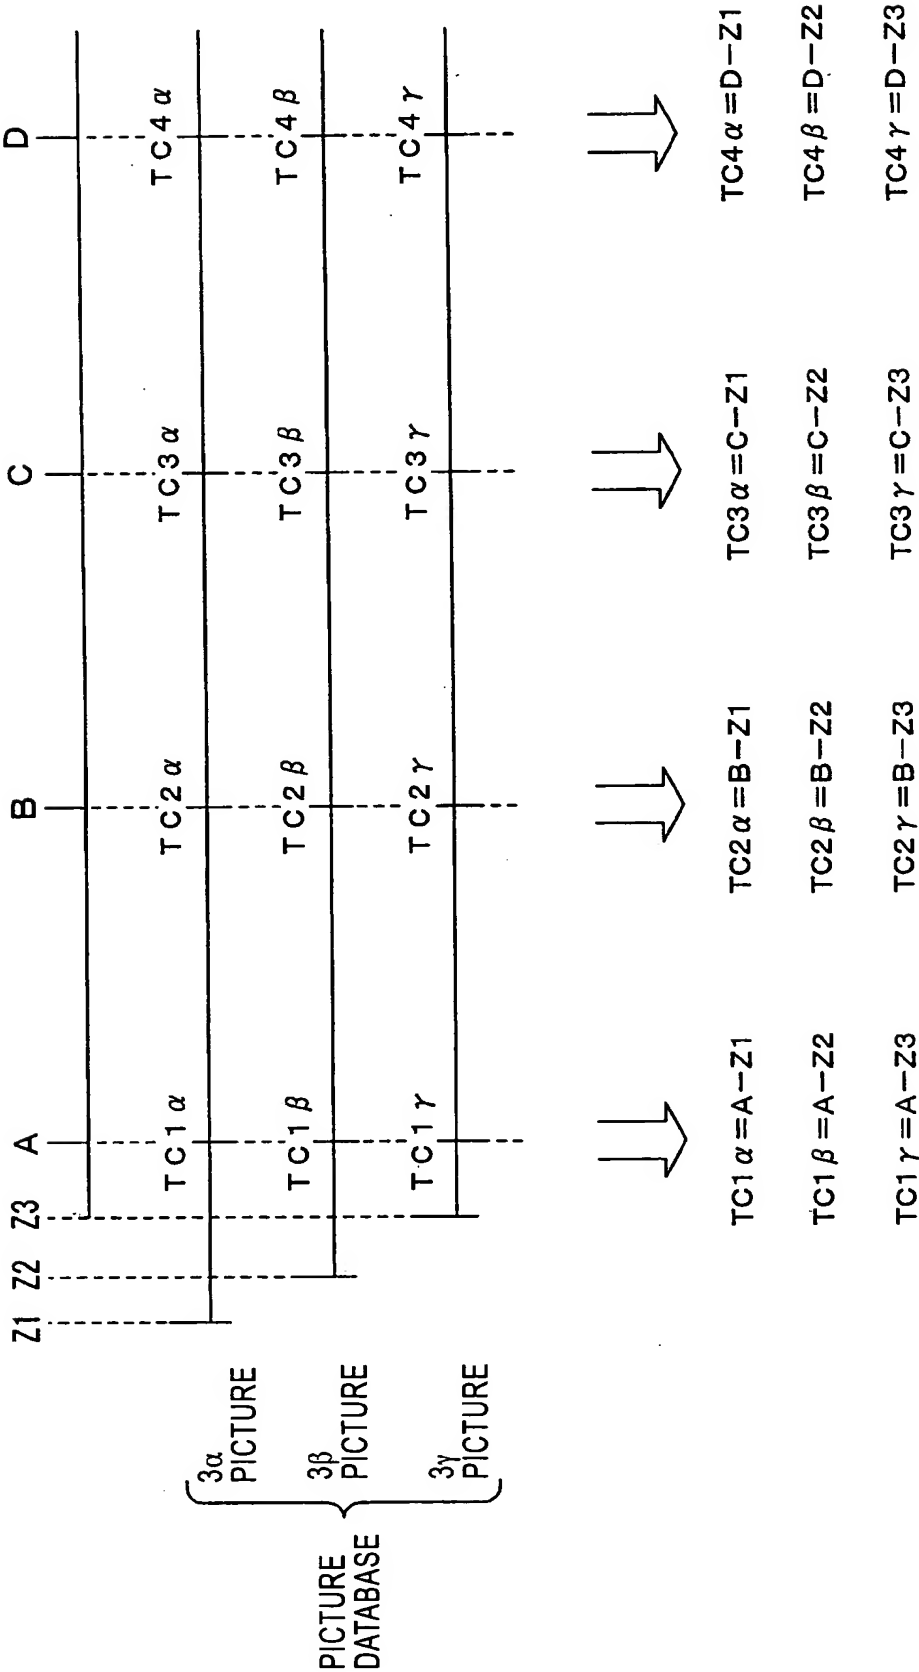 Z1 Z2 Z3 A B C D
TC1α TC2α TC3α TC4α
TC1β TC2β TC3β TC4β
TC1γ TC2γ TC3γ TC4γ
PICTURE
DATABASE
3α
PICTURE
3β
PICTURE
3γ
PICTURE
TC1α=A−Z1 TC2α=B−Z1 TC3α=C−Z1 TC4α=D−Z1
TC1β=A−Z2 TC2β=B−Z2 TC3β=C−Z2 TC4β=D−Z2
TC1γ=A−Z3 TC2γ=B−Z3 TC3γ=C−Z3 TC4γ=D−Z3